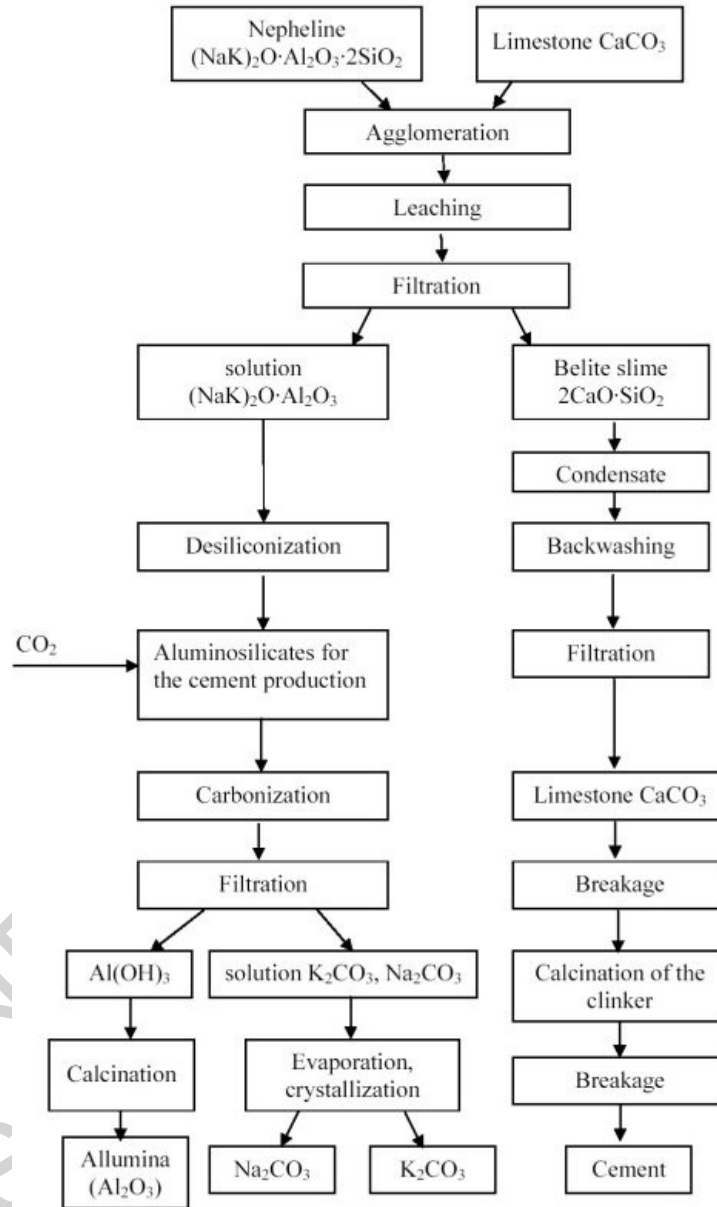 Nepheline
(NaK)₂O·Al₂O₃·2SiO₂
Limestone CaCO₃
Agglomeration
Leaching
Filtration
solution
(NaK)₂O·Al₂O₃
Belite slime
2CaO·SiO₂
Condensate
Desiliconization
Backwashing
CO₂
Aluminosilicates for
the cement production
Filtration
Carbonization
Limestone CaCO₃
Filtration
Breakage
Al(OH)₃
solution K₂CO₃, Na₂CO₃
Calcination of the
clinker
Calcination
Evaporation,
crystallization
Breakage
Allumina
(Al₂O₃)
Na₂CO₃
K₂CO₃
Cement